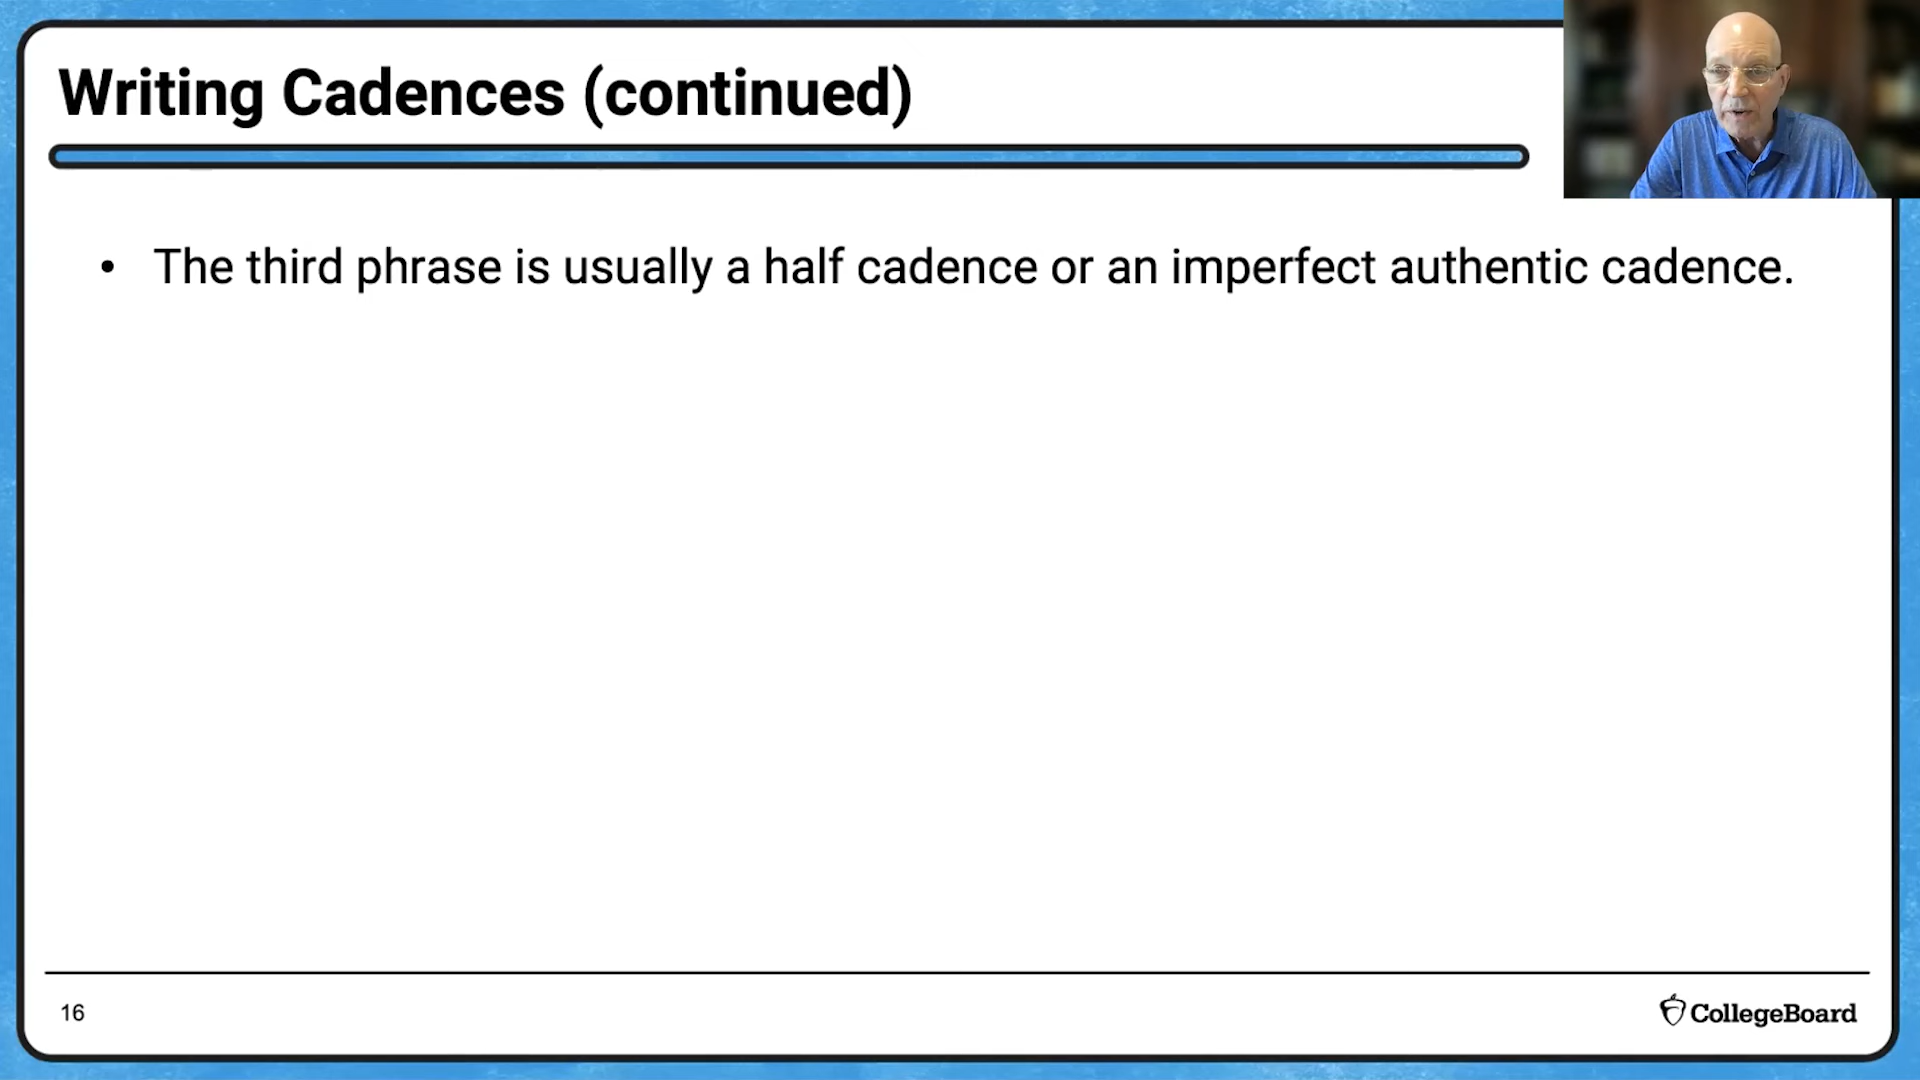 Writing Cadences (continued)
• The third phrase is usually a half cadence or an imperfect authentic cadence.
16
CollegeBoard